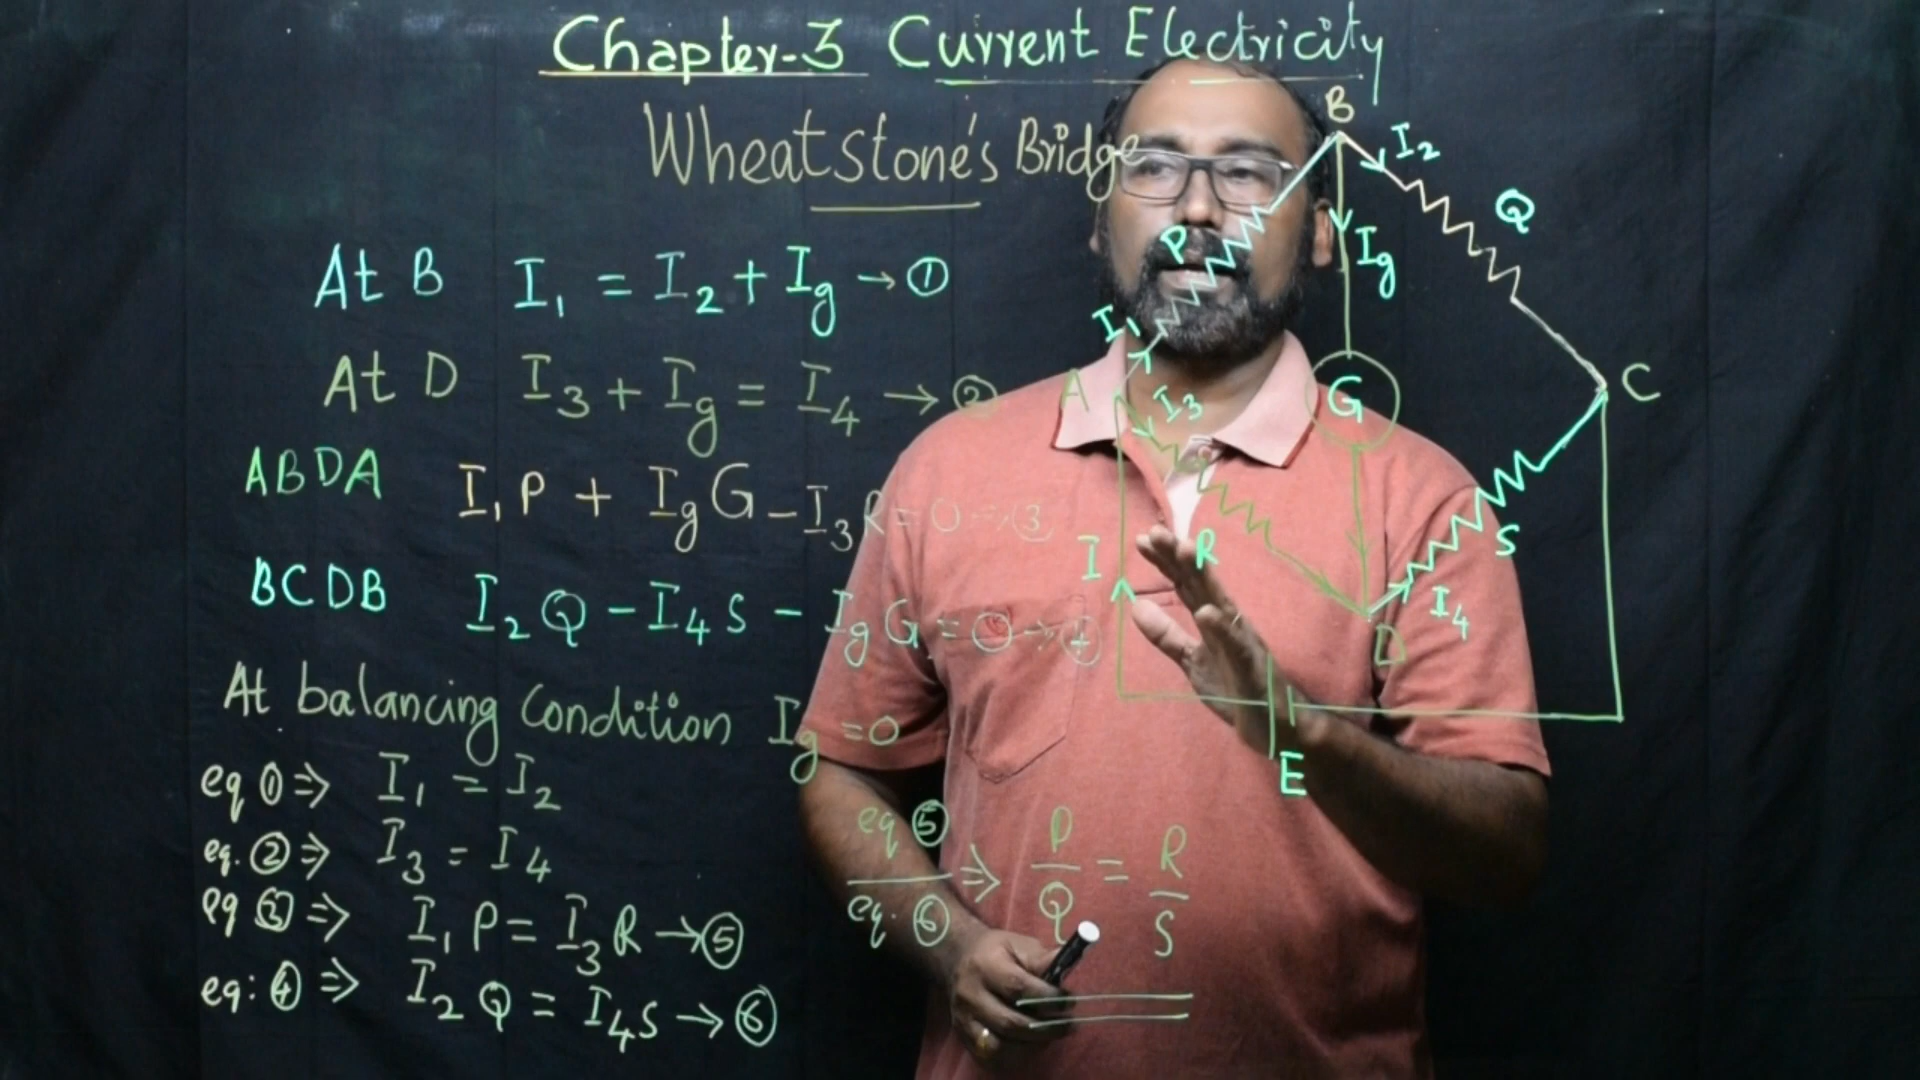 Chapter-3 Current Electricity
Wheatstone's Bridge
At B I₁ = I₂ + Ig → ①
At D I₃ + Ig = I₄ → ②
ABDA I₁P + IgG - I₃R = 0 → ③
BCDB I₂Q - I₄S - IgG = 0 → ④
At balancing Condition Ig = 0
eq ① ⇒ I₁ = I₂
eq. ② ⇒ I₃ = I₄
eq ③ ⇒ I₁P = I₃R → ⑤
eq: ④ ⇒ I₂Q = I₄S → ⑥
eq ⑤ / eq. ⑥ ⇒ P/Q = R/S
B
I₂
Q
P
Ig
I₁
A
I₃
G
C
I
R
S
I₄
D
E